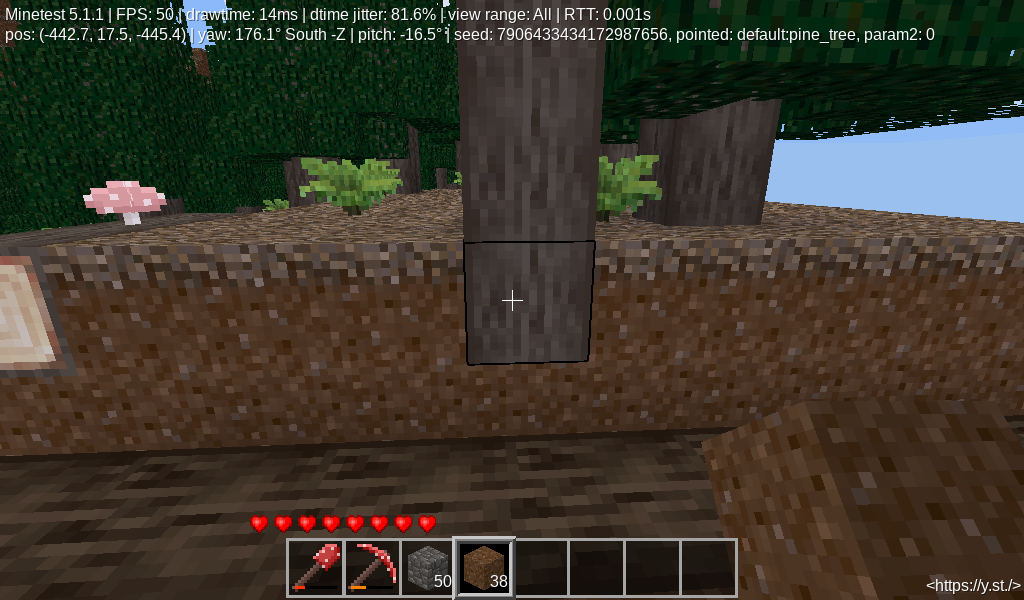 Minetest 5.1.1 | FPS: 50 | drawtime: 14ms | dtime jitter: 81.6% | view range: All | RTT: 0.001s
pos: (-442.7, 17.5, -445.4) | yaw: 176.1° South -Z | pitch: -16.5° | seed: 7906433434172987656, pointed: default:pine_tree, param2: 0
50
38
<https://y.st./>